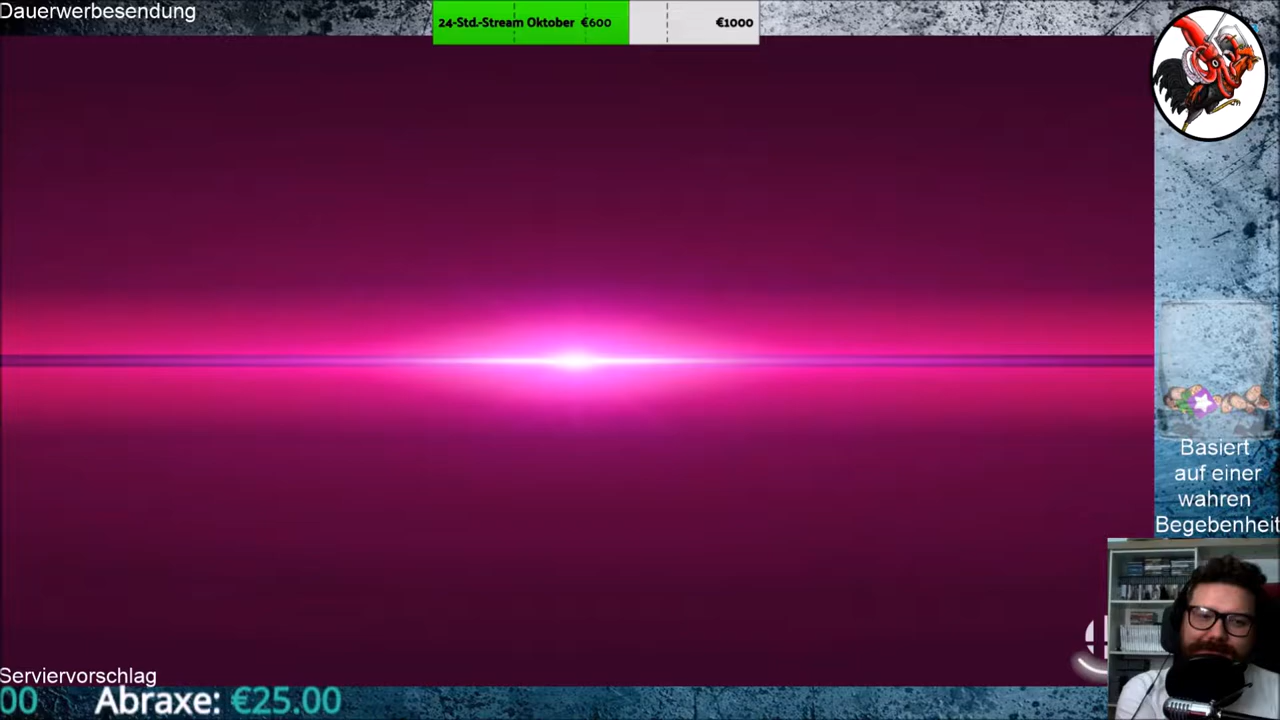 Dauerwerbesendung
24-Std.-Stream Oktober €600 €1000
Basiert
auf einer
wahren
Begebenheit
Serviervorschlag
00 Abraxe: €25.00